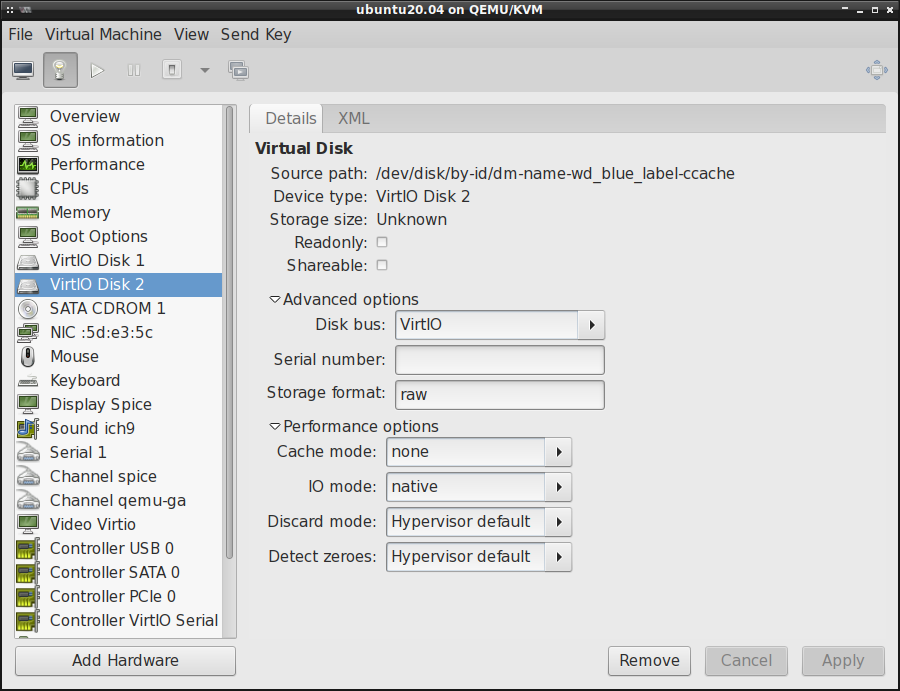 ubuntu20.04 on QEMU/KVM
File Virtual Machine View Send Key
Overview
OS information
Performance
CPUs
Memory
Boot Options
VirtIO Disk 1
VirtIO Disk 2
SATA CDROM 1
NIC :5d:e3:5c
Mouse
Keyboard
Display Spice
Sound ich9
Serial 1
Channel spice
Channel qemu-ga
Video Virtio
Controller USB 0
Controller SATA 0
Controller PCIe 0
Controller VirtIO Serial
Add Hardware
Details XML
Virtual Disk
Source path: /dev/disk/by-id/dm-name-wd_blue_label-ccache
Device type: VirtIO Disk 2
Storage size: Unknown
Readonly:
Shareable:
Advanced options
Disk bus: VirtIO
Serial number:
Storage format: raw
Performance options
Cache mode: none
IO mode: native
Discard mode: Hypervisor default
Detect zeroes: Hypervisor default
Remove Cancel Apply